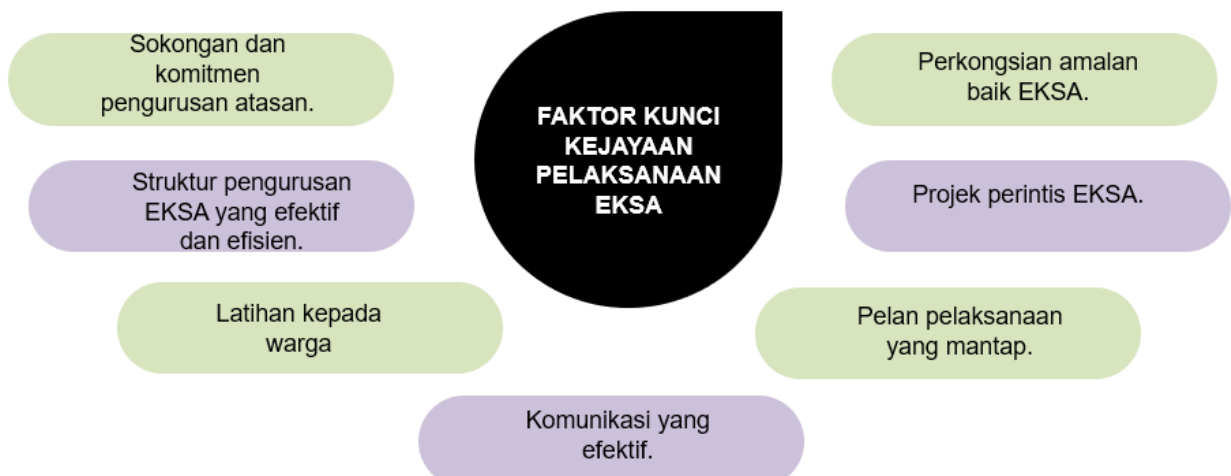 Sokongan dan
komitmen
pengurusan atasan.
Struktur pengurusan
EKSA yang efektif
dan efisien.
Latihan kepada
warga
Komunikasi yang
efektif.
FAKTOR KUNCI
KEJAYAAN
PELAKSANAAN
EKSA
Perkongsian amalan
baik EKSA.
Projek perintis EKSA.
Pelan pelaksanaan
yang mantap.